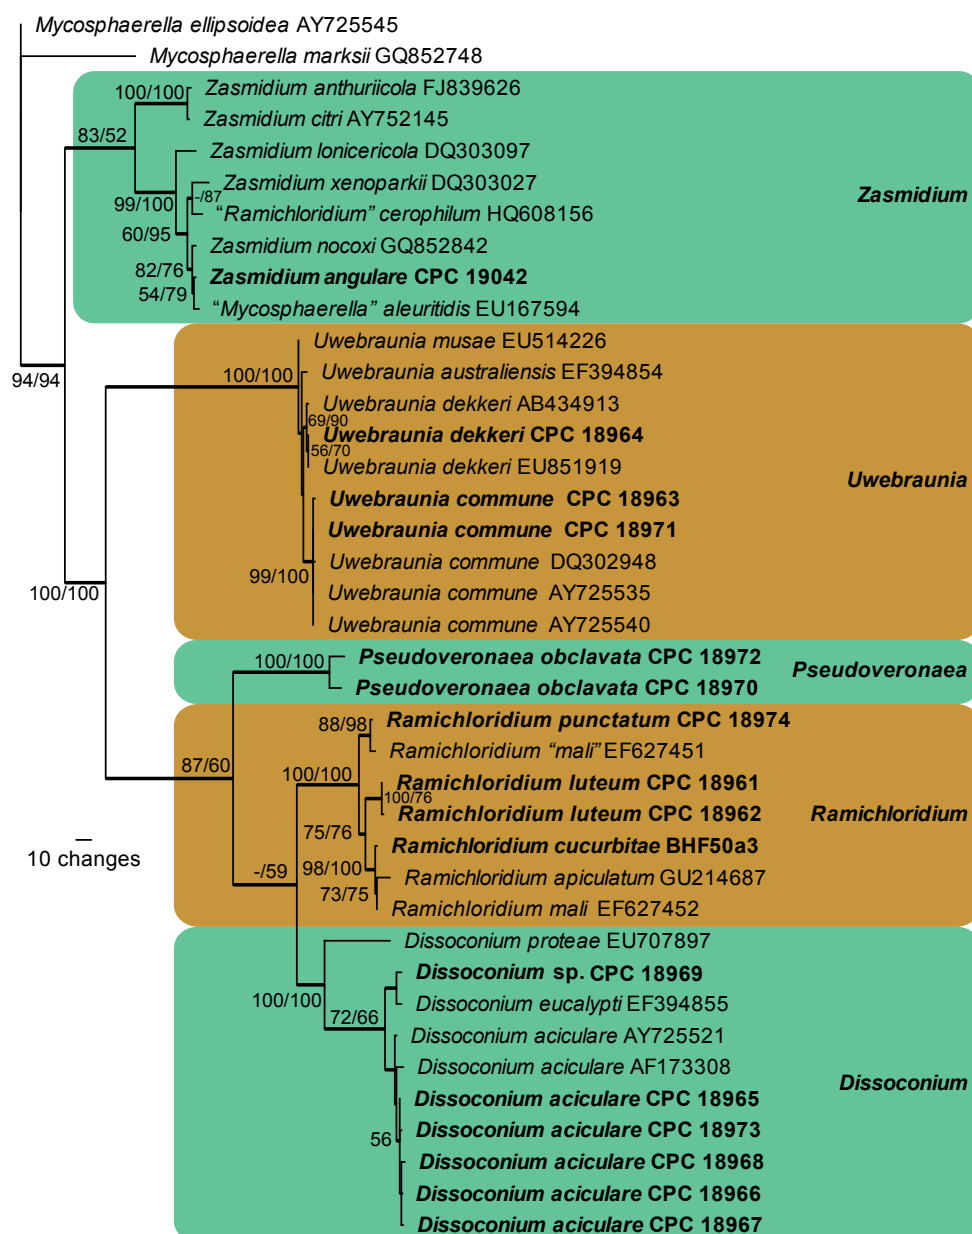 Mycosphaerella ellipsoidea AY725545
Mycosphaerella marksii GQ852748
Zasmidium anthuriicola FJ839626
100/100
Zasmidium citri AY752145
83/52
Zasmidium lonicericola DQ303097
Zasmidium xenoparkii DQ303027
-/87
99/100
Zasmidium
"Ramichloridium" cerophilum HQ608156
60/95
Zasmidium nocoxi GQ852842
82/76
Zasmidium angulare CPC 19042
54/79
"Mycosphaerella" aleuritidis EU167594
Uwebraunia musae EU514226
94/94
100/100
Uwebraunia australiensis EF394854
Uwebraunia dekkeri AB434913
69/90
Uwebraunia dekkeri CPC 18964
56/70
Uwebraunia dekkeri EU851919
Uwebraunia
Uwebraunia commune CPC 18963
Uwebraunia commune CPC 18971
Uwebraunia commune DQ302948
99/100
Uwebraunia commune AY725535
100/100
Uwebraunia commune AY725540
Pseudoveronaea obclavata CPC 18972
100/100
Pseudoveronaea
Pseudoveronaea obclavata CPC 18970
Ramichloridium punctatum CPC 18974
88/98
Ramichloridium "mali" EF627451
87/60
100/100
Ramichloridium luteum CPC 18961
100/76
Ramichloridium luteum CPC 18962
Ramichloridium
75/76
Ramichloridium cucurbitae BHF50a3
10 changes
-/59
98/100
Ramichloridium apiculatum GU214687
73/75
Ramichloridium mali EF627452
Dissoconium proteae EU707897
Dissoconium sp. CPC 18969
100/100
Dissoconium eucalypti EF394855
72/66
Dissoconium aciculare AY725521
Dissoconium aciculare AF173308
Dissoconium
Dissoconium aciculare CPC 18965
Dissoconium aciculare CPC 18973
56
Dissoconium aciculare CPC 18968
Dissoconium aciculare CPC 18966
Dissoconium aciculare CPC 18967